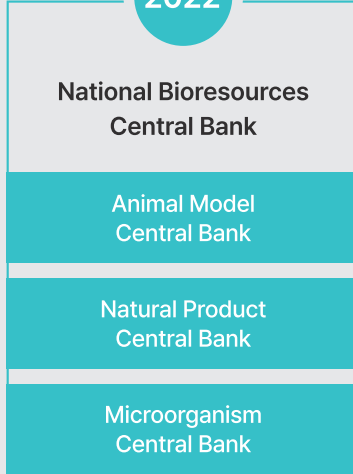 2022
National Bioresources
Central Bank
Animal Model
Central Bank
Natural Product
Central Bank
Microorganism
Central Bank